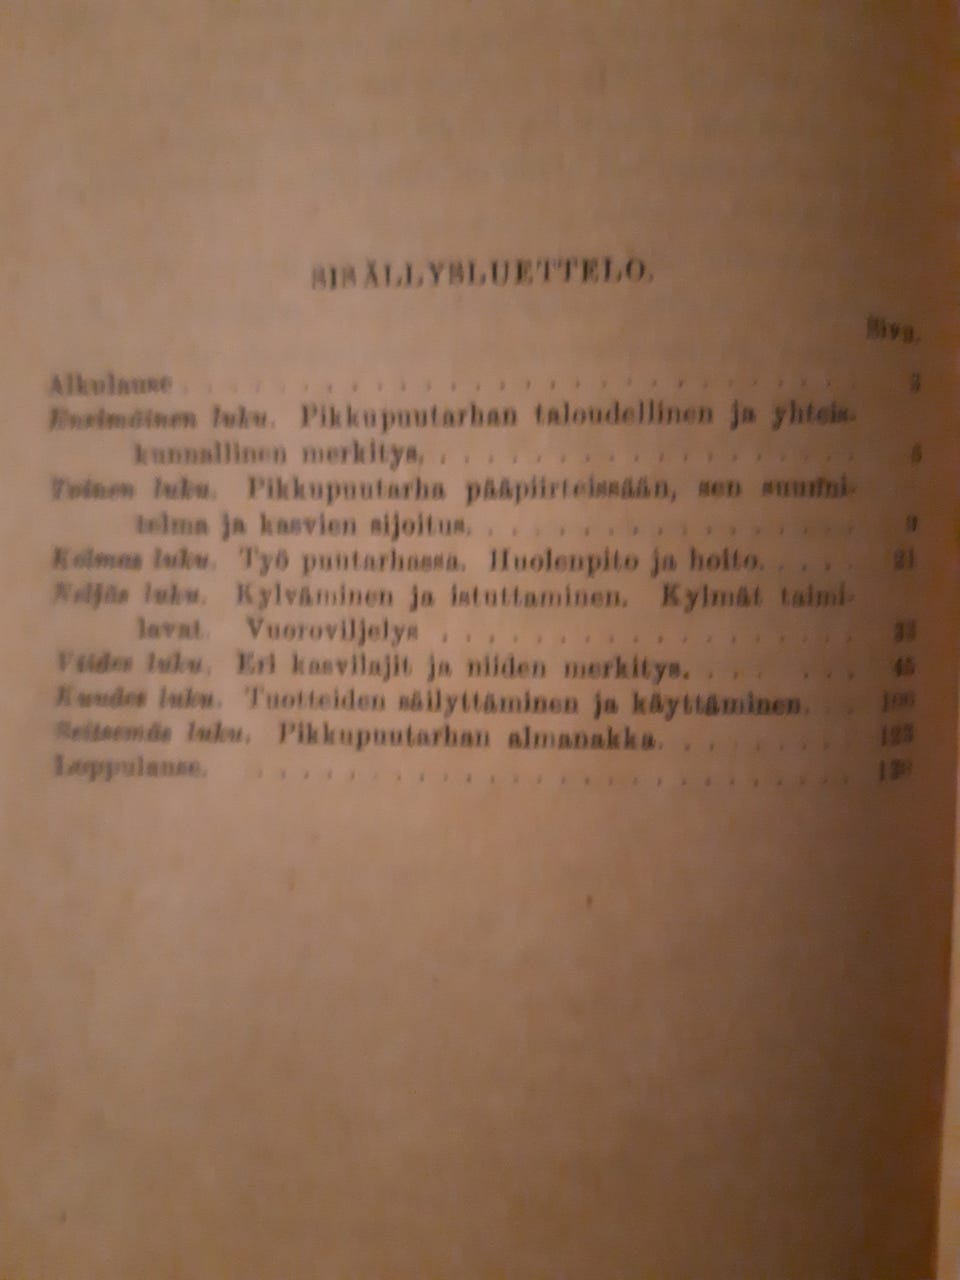 SISÄLLYSLUETTELO.
Sivu.
Alkulause . . . . . . . . . . . . . . . . . . . . 3
Ensimäinen luku. Pikkupuutarhan taloudellinen ja yhteis-
kunnallinen merkitys. . . . . . . . . . . . . . . . .
Toinen luku. Pikkupuutarha pääpiirteissään, sen suunni-
telma ja kasvien sijoitus. . . . . . . . . . . . . . 9
Kolmas luku. Työ puutarhassa. Huolenpito ja hoito. . . . . 21
Neljäs luku. Kylväminen ja istuttaminen. Kylmät taimi-
lavat. Vuoroviljelys . . . . . . . . . . . . . . .
Viides luku. Eri kasvilajit ja niiden merkitys. . . . . . . 45
Kuudes luku. Tuotteiden säilyttäminen ja käyttäminen. . .
Seitsemäs luku. Pikkupuutarhan almanakka. . . . . . . . 123
Loppulause. . . . . . . . . . . . . . . . . . .